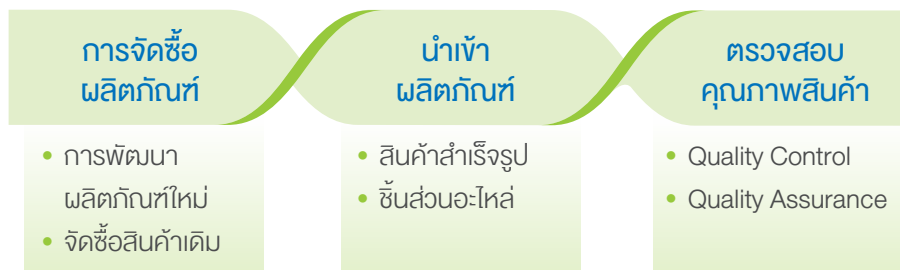 การจัดซื้อ
ผลิตภัณฑ์
• การพัฒนา
ผลิตภัณฑ์ใหม่
• จัดซื้อสินค้าเดิม
นำเข้า
ผลิตภัณฑ์
• สินค้าสำเร็จรูป
• ชิ้นส่วนอะไหล่
ตรวจสอบ
คุณภาพสินค้า
• Quality Control
• Quality Assurance